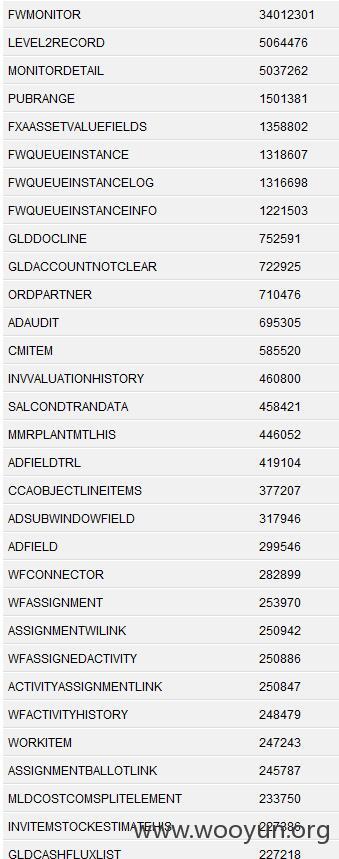 FWMONITOR 34012301
LEVEL2RECORD 5064476
MONITORDETAIL 5037262
PUBRANGE 1501381
FXAASSETVALUEFIELDS 1358802
FWQUEUEINSTANCE 1318607
FWQUEUEINSTANCELOG 1316698
FWQUEUEINSTANCEINFO 1221503
GLDDOCLINE 752591
GLDACCOUNTNOTCLEAR 722925
ORDPARTNER 710476
ADAUDIT 695305
CMITEM 585520
INVVALUATIONHISTORY 460800
SALCONDTRANDATA 458421
MMRPLANTMTLHIS 446052
ADFIELDTRL 419104
CCAOBJECTLINEITEMS 377207
ADSUBWINDOWFIELD 317946
ADFIELD 299546
WFCONNECTOR 282899
WFASSIGNMENT 253970
ASSIGNMENTWILINK 250942
WFASSIGNEDACTIVITY 250886
ACTIVITYASSIGNMENTLINK 250847
WFACTIVITYHISTORY 248479
WORKITEM 247243
ASSIGNMENTBALLOTLINK 245787
MLDCOSTCOMSPLITELEMENT 233750
INVITEMSTOCKESTIMATEHIS 227386
www.wooyun.org
GLDCASHFLUXLIST 227218